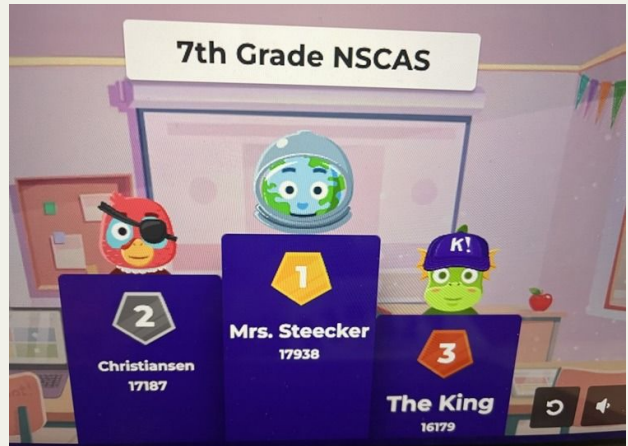 7th Grade NSCAS
K!
1
Mrs. Steecker
17938
2
Christiansen
17187
3
The King
16179